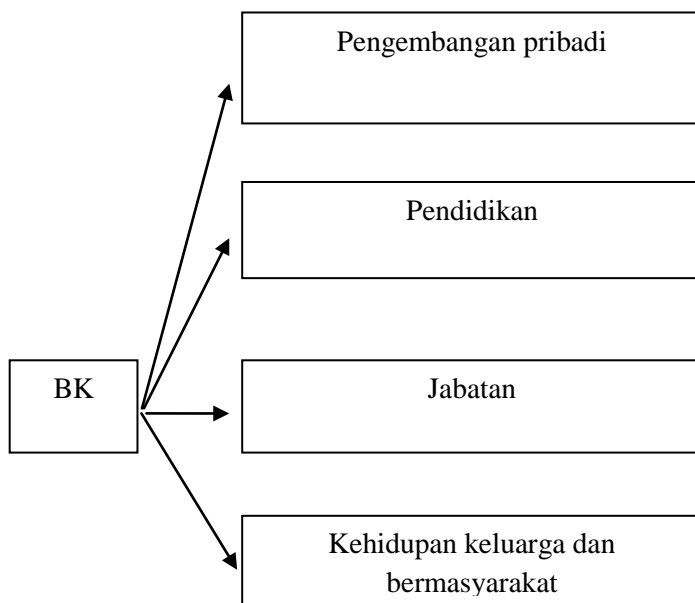 Pengembangan pribadi
Pendidikan
BK
Jabatan
Kehidupan keluarga dan
bermasyarakat